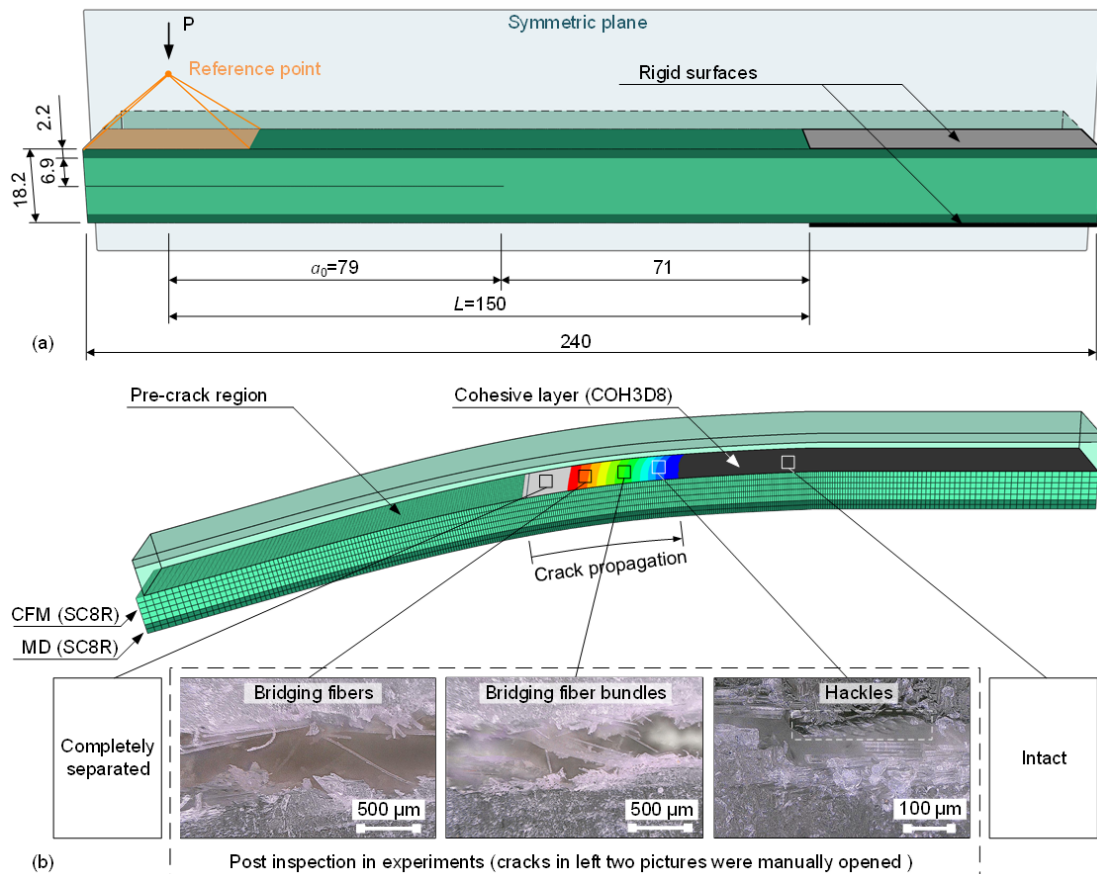 P
Symmetric plane
Reference point
Rigid surfaces
2.2
6.9
18.2
a₀=79
71
L=150
(a)
240
Pre-crack region
Cohesive layer (COH3D8)
Crack propagation
CFM (SC8R)
MD (SC8R)
Bridging fibers
Bridging fiber bundles
Hackles
Completely
separated
Intact
500 µm
500 µm
100 µm
(b)
Post inspection in experiments (cracks in left two pictures were manually opened )